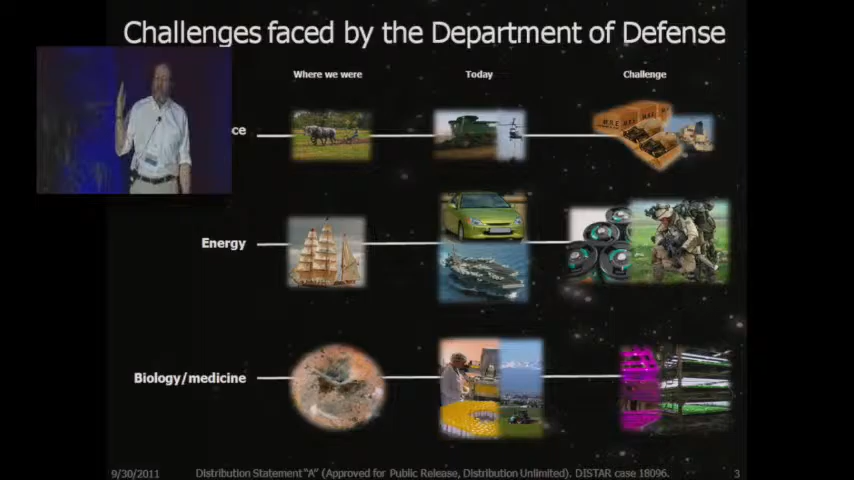 Challenges faced by the Department of Defense
Where we were Today Challenge
ce
Energy
Biology/medicine
9/30/2011 Distribution Statement "A" (Approved for Public Release, Distribution Unlimited). DISTAR case 18096. 3